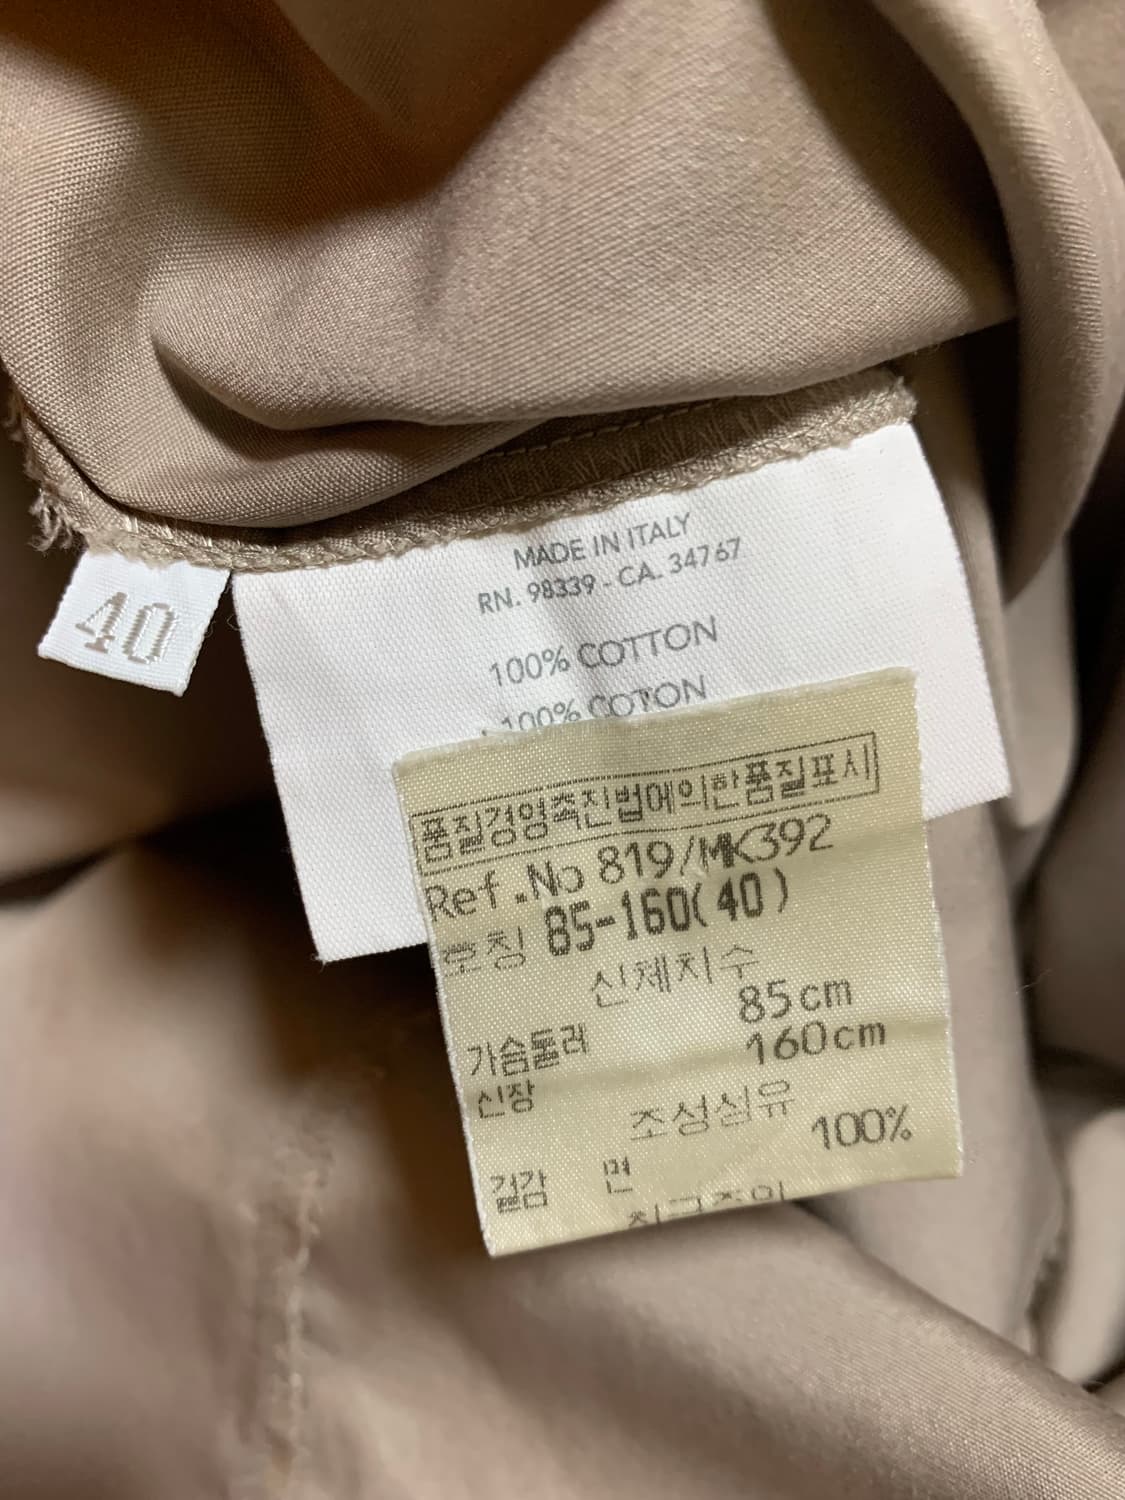 40
MADE IN ITALY
RN. 98339 - CA. 34767
100% COTTON
100% COTON
품질경영촉진법에의한품질표시
Ref.No 819/MK392
호칭 85-160(40)
신체치수
가슴둘레 85cm
신장 160cm
조성섬유
겉감 면 100%